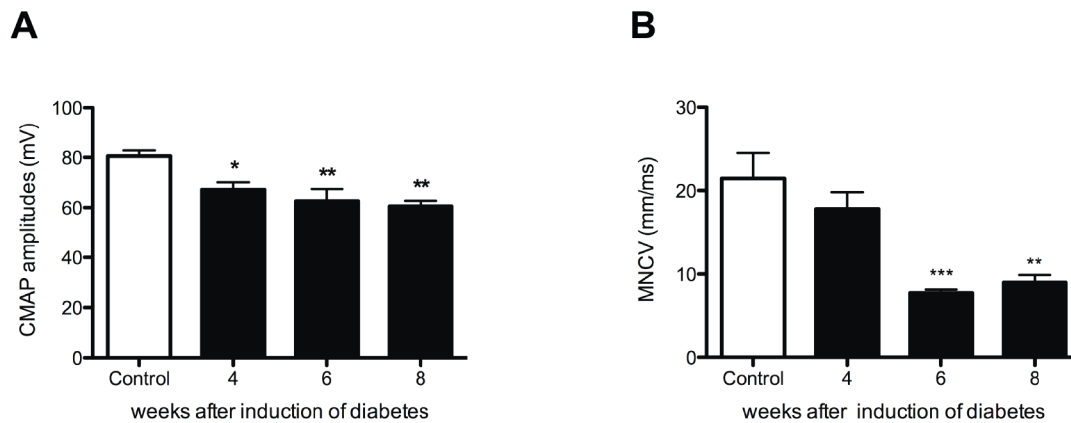 A
CMAP amplitudes (mV)
100
80
60
40
20
0
*
**
**
Control 4 6 8
weeks after induction of diabetes
B
MNCV (mm/ms)
30
20
10
0
***
**
Control 4 6 8
weeks after induction of diabetes